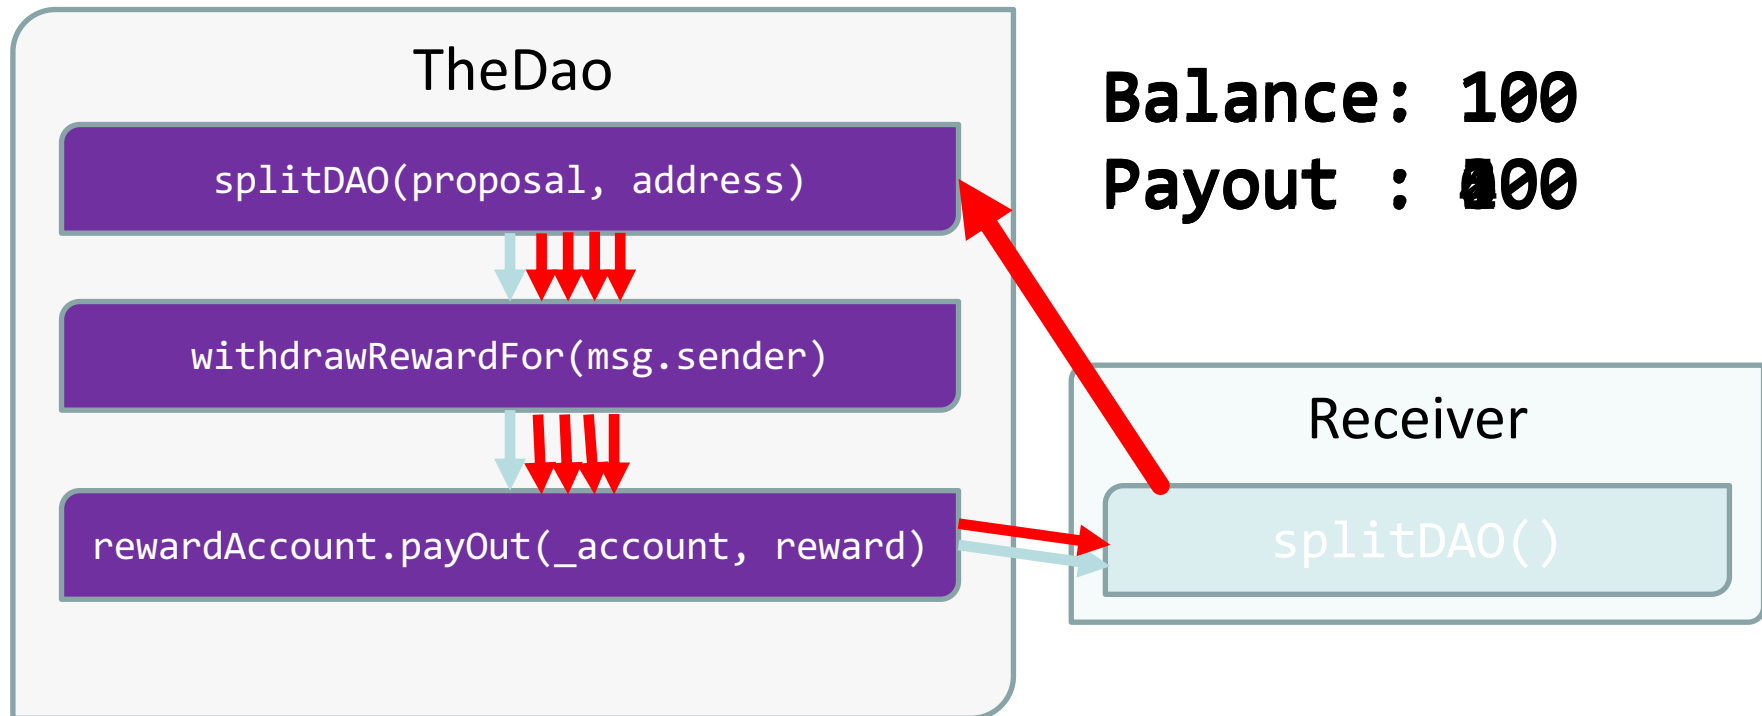 TheDao
splitDAO(proposal, address)
withdrawRewardFor(msg.sender)
rewardAccount.payOut(_account, reward)
Balance: 100
Payout :
Receiver
splitDAO()